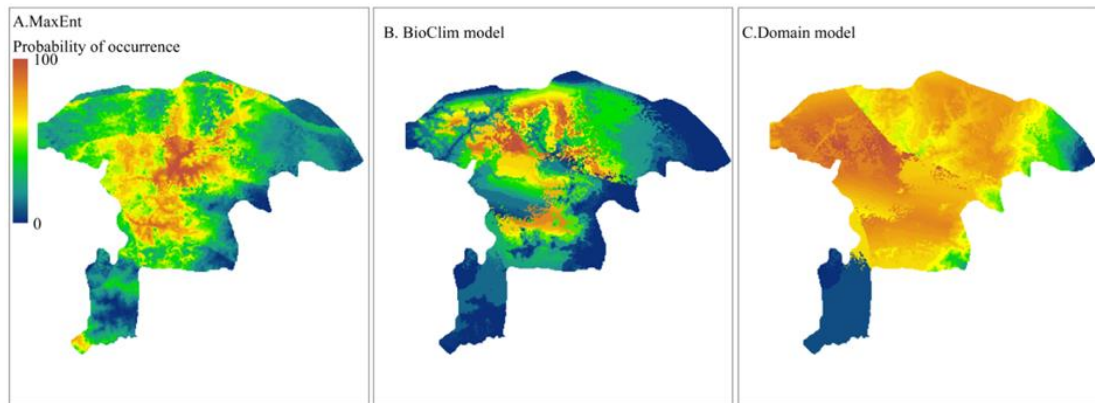 A.MaxEnt
Probability of occurrence
100
0
B. BioClim model
C.Domain model